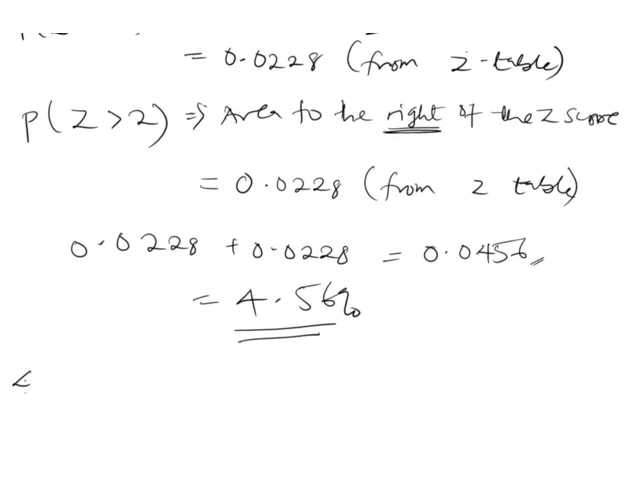 = 0.0228 (from z-table)
P(Z>2) ⇒ Area to the right of the Z score
= 0.0228 (from z table)
0.0228 + 0.0228 = 0.0456
= 4.56%